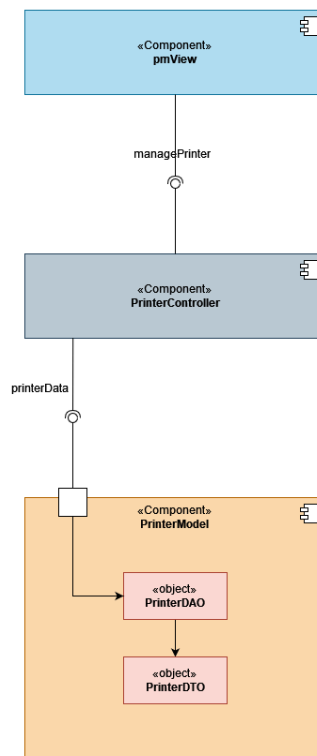 «Component»
pmView
managePrinter
«Component»
PrinterController
printerData
«Component»
PrinterModel
«object»
PrinterDAO
«object»
PrinterDTO